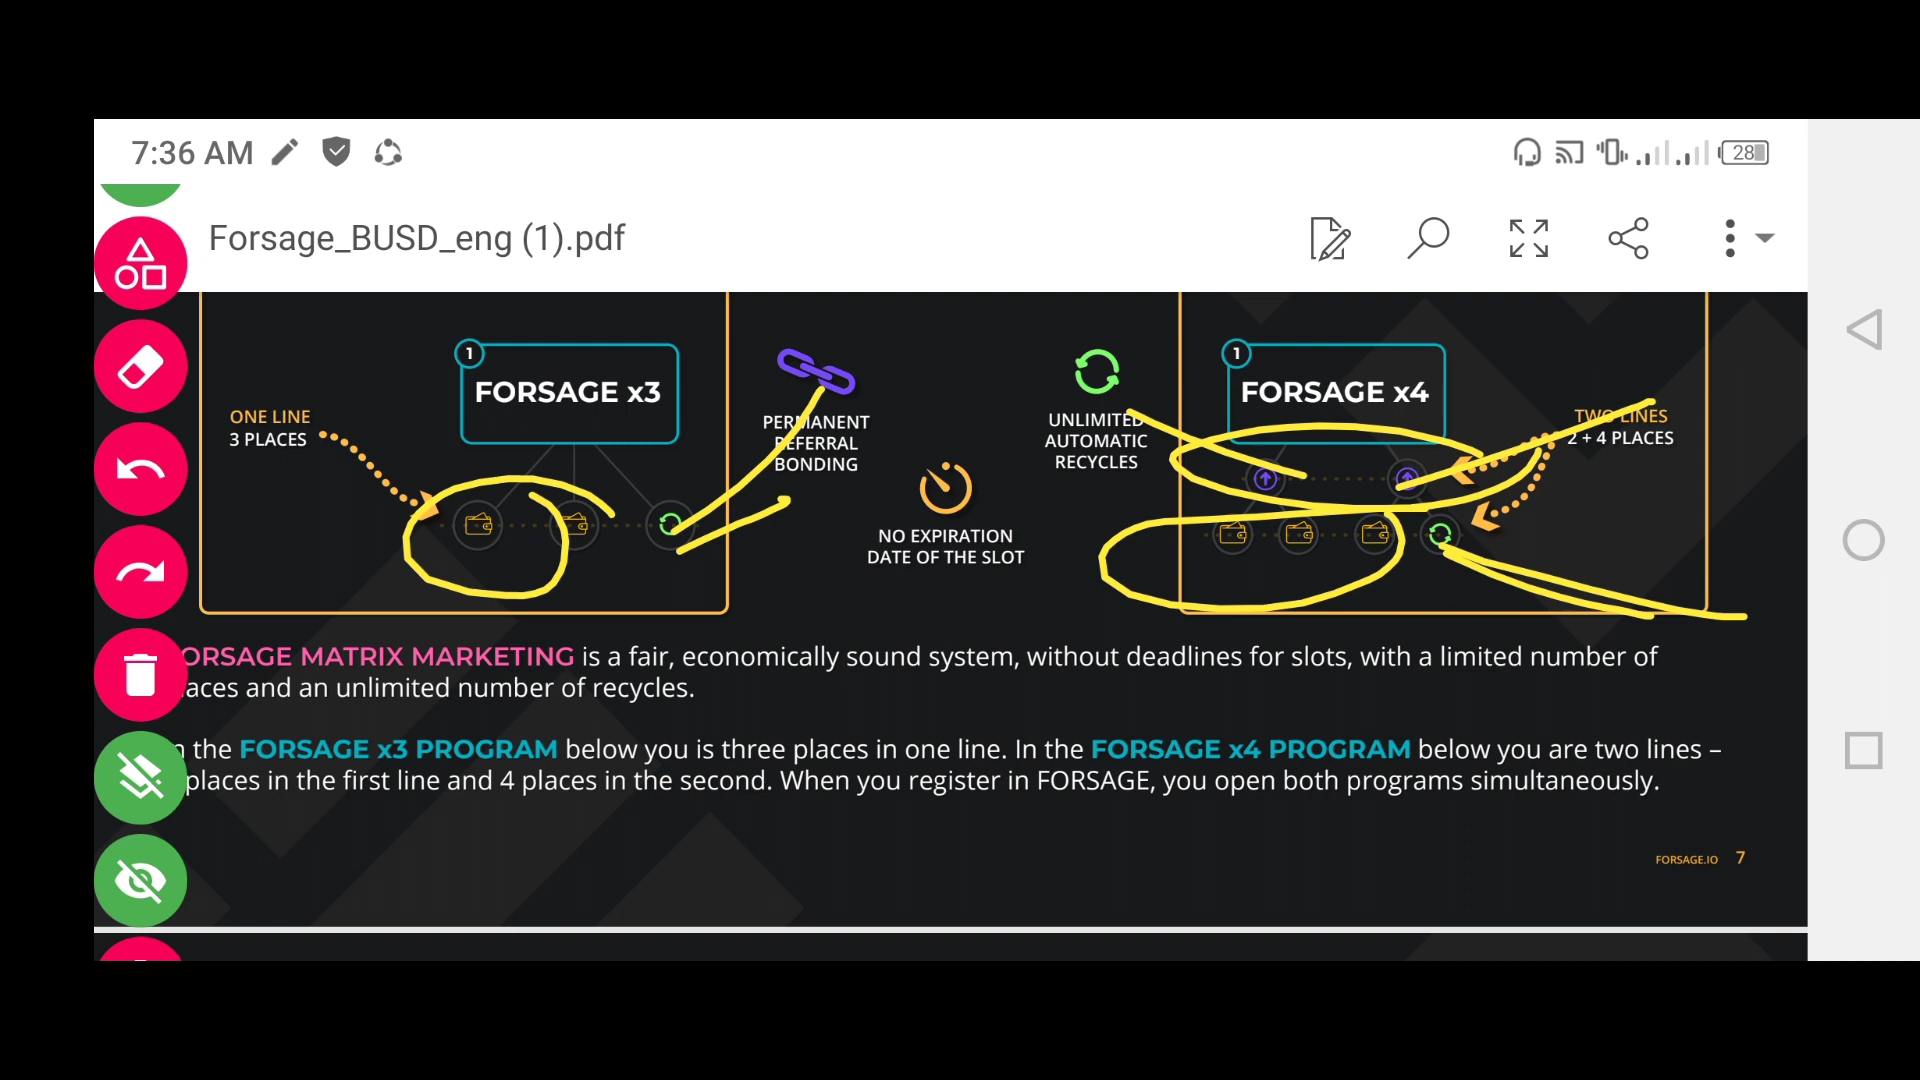 7:36 AM
28
Forsage_BUSD_eng (1).pdf
1
FORSAGE x3
ONE LINE
3 PLACES
PERMANENT
REFERRAL
BONDING
NO EXPIRATION
DATE OF THE SLOT
UNLIMITED
AUTOMATIC
RECYCLES
1
FORSAGE x4
TWO LINES
2 + 4 PLACES
ORSAGE MATRIX MARKETING is a fair, economically sound system, without deadlines for slots, with a limited number of
aces and an unlimited number of recycles.
n the FORSAGE x3 PROGRAM below you is three places in one line. In the FORSAGE x4 PROGRAM below you are two lines –
places in the first line and 4 places in the second. When you register in FORSAGE, you open both programs simultaneously.
FORSAGE.IO 7